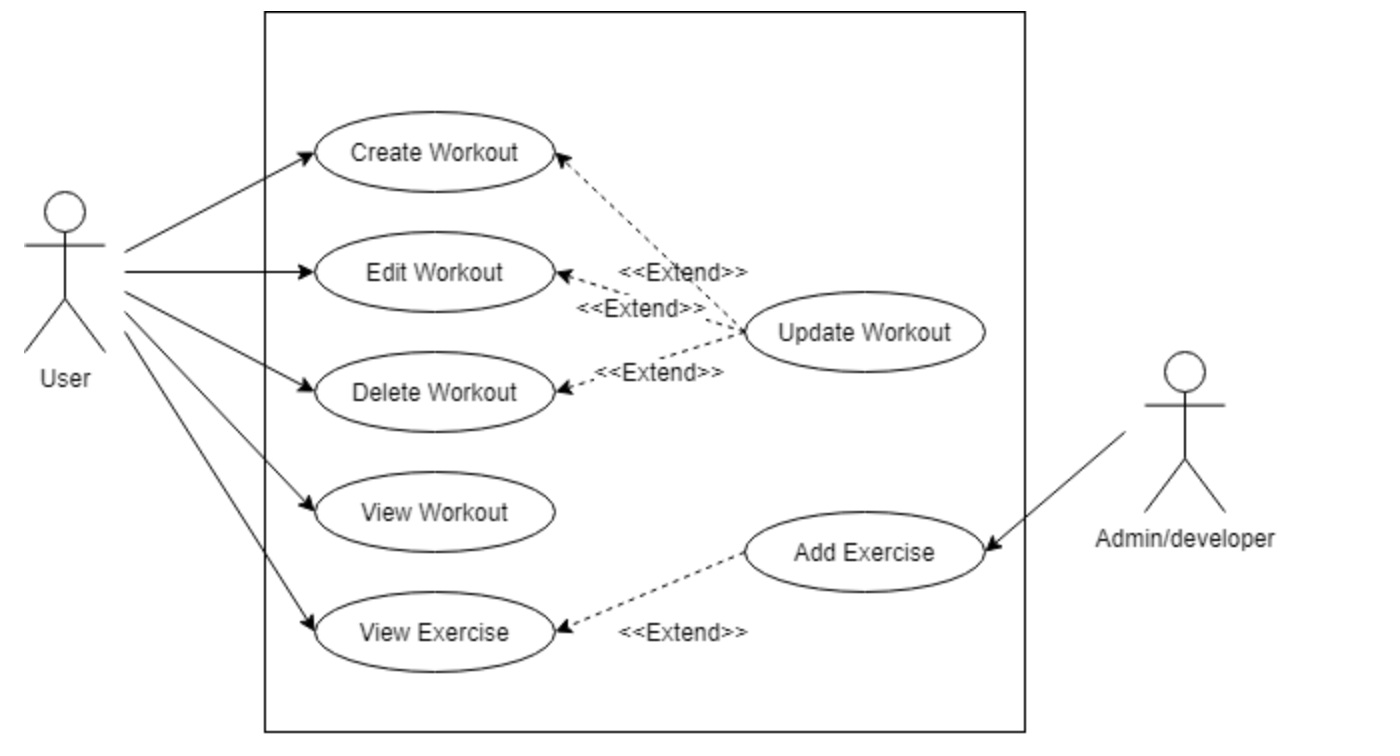 Create Workout
Edit Workout
<<Extend>>
<<Extend>>
Update Workout
User
<<Extend>>
Delete Workout
View Workout
Add Exercise
Admin/developer
View Exercise
<<Extend>>